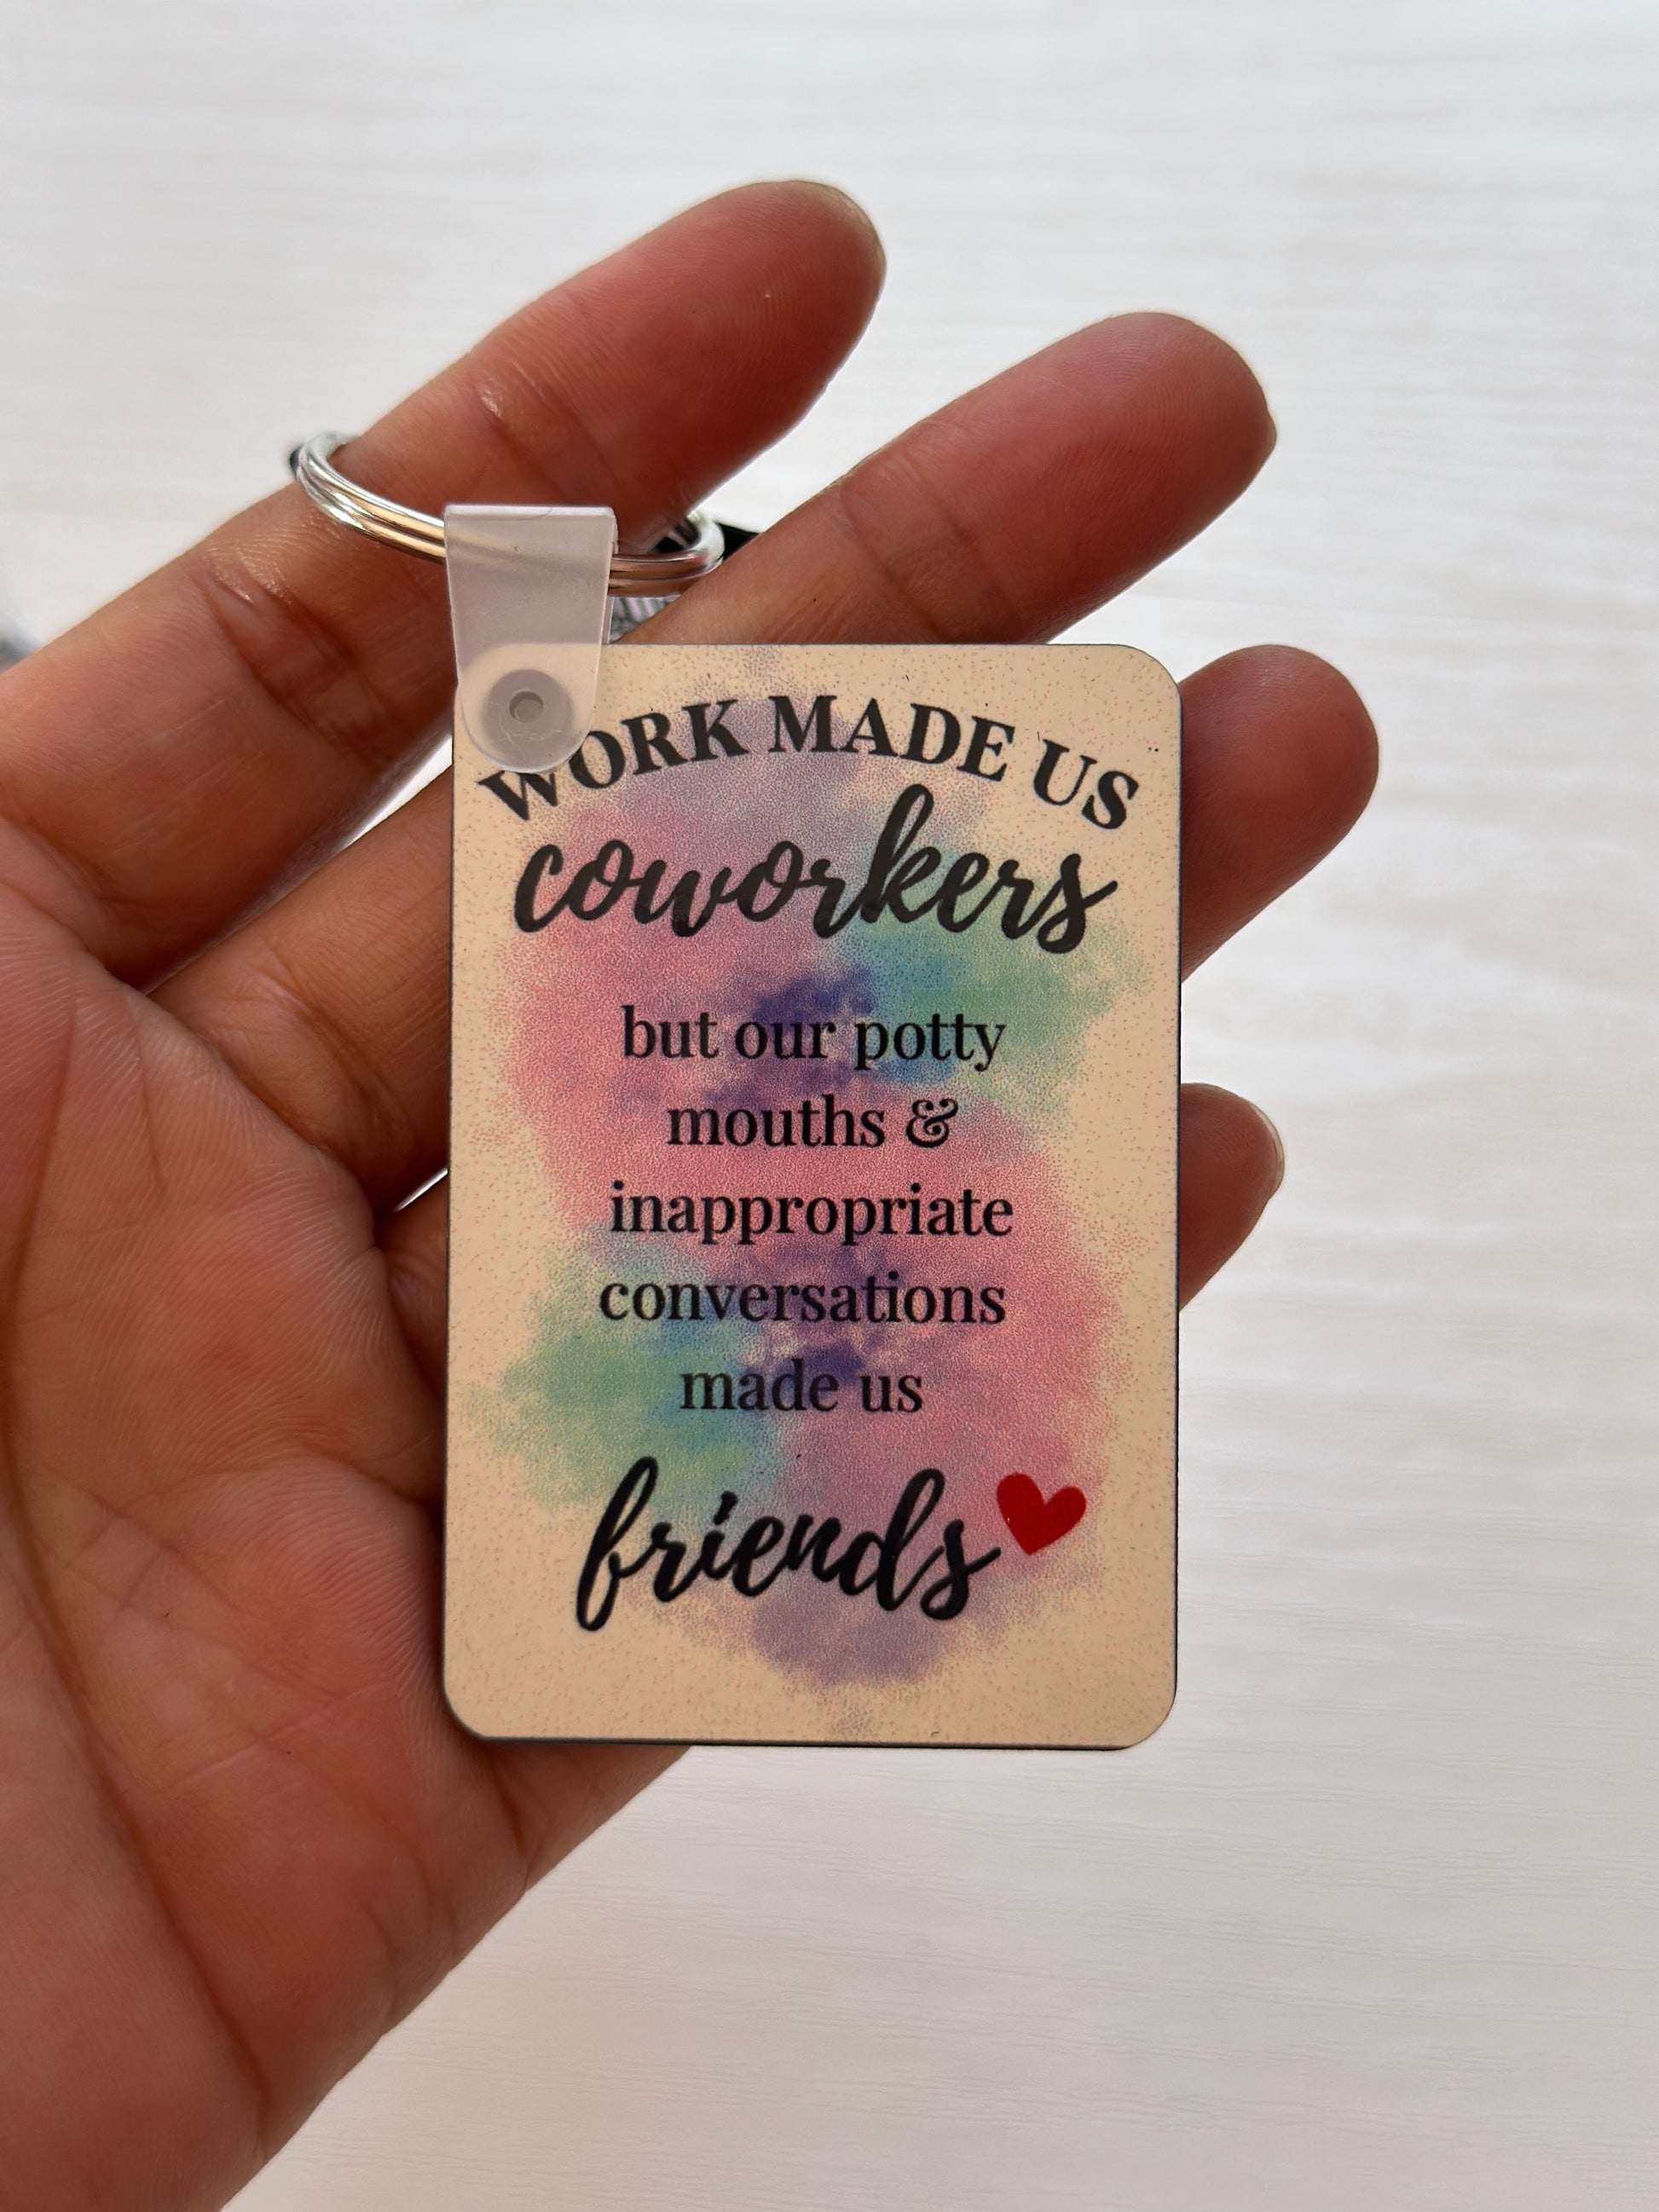 WORK MADE US
coworkers
but our potty
mouths &
inappropriate
conversations
made us
friends